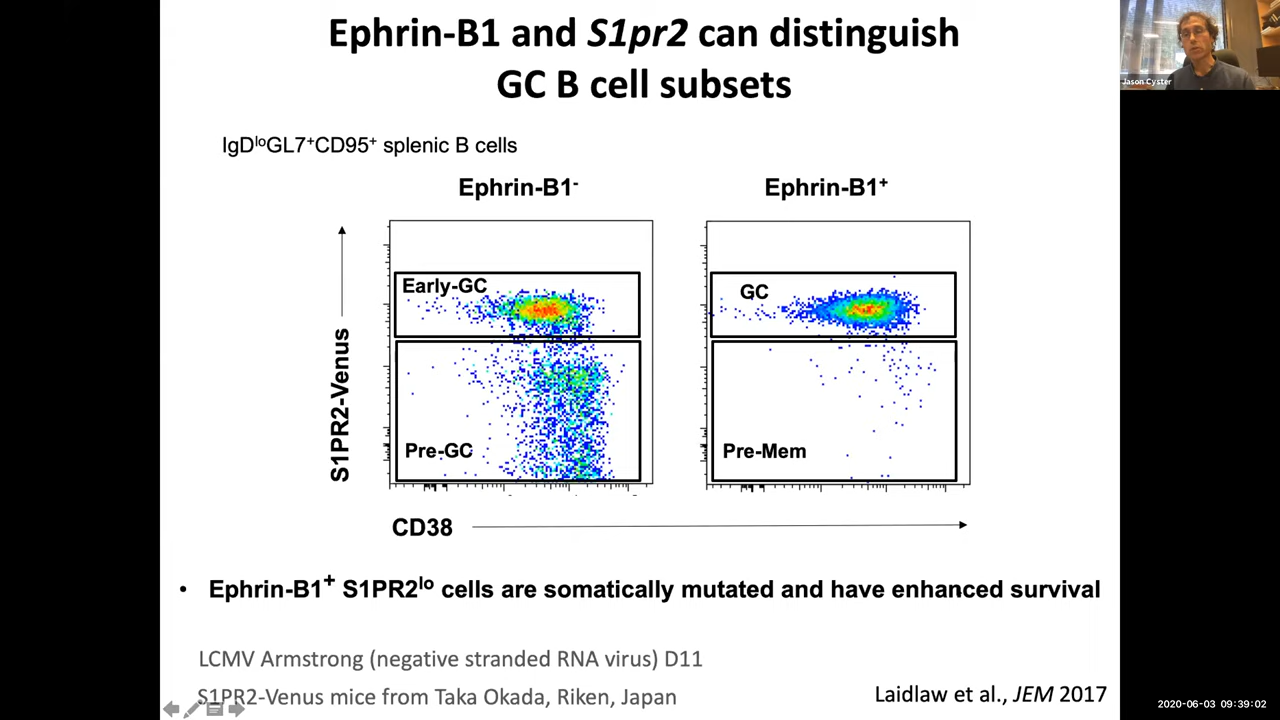 Ephrin-B1 and S1pr2 can distinguish
GC B cell subsets
Jason Cyster
IgDˡᵒGL7⁺CD95⁺ splenic B cells
Ephrin-B1⁻
Ephrin-B1⁺
S1PR2-Venus
Early-GC
GC
Pre-GC
Pre-Mem
CD38
• Ephrin-B1⁺ S1PR2ˡᵒ cells are somatically mutated and have enhanced survival
LCMV Armstrong (negative stranded RNA virus) D11
S1PR2-Venus mice from Taka Okada, Riken, Japan
Laidlaw et al., JEM 2017
2020-06-03 09:39:02